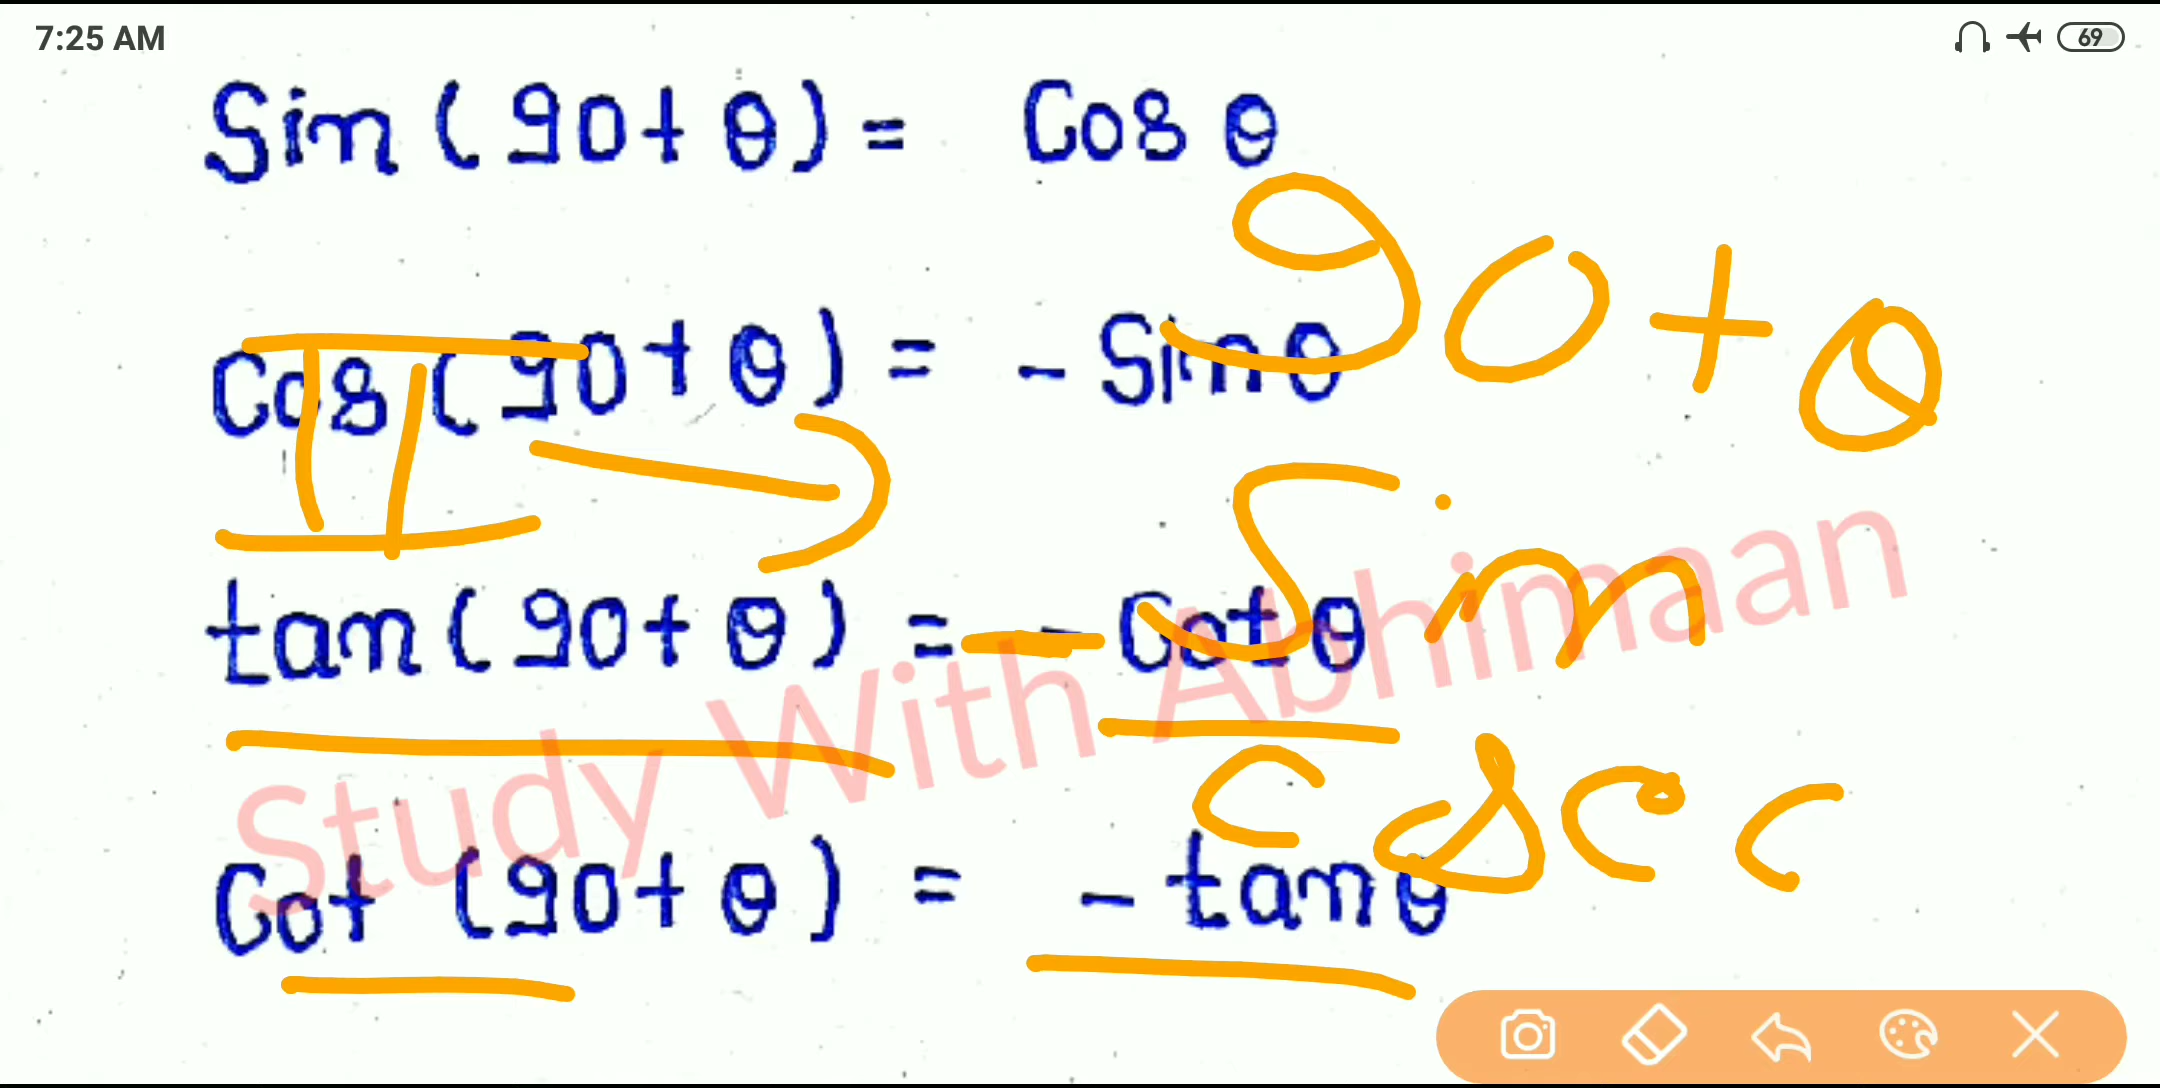 7:25 AM
69
Sin (90+ θ) = Cos θ
90+θ
Cos (90+θ) = - Sinθ
II
Sin
tan (90+ θ) = - Cotθ
Study With Abhimaan
Cosec
Cot (90+ θ) = - tanθ